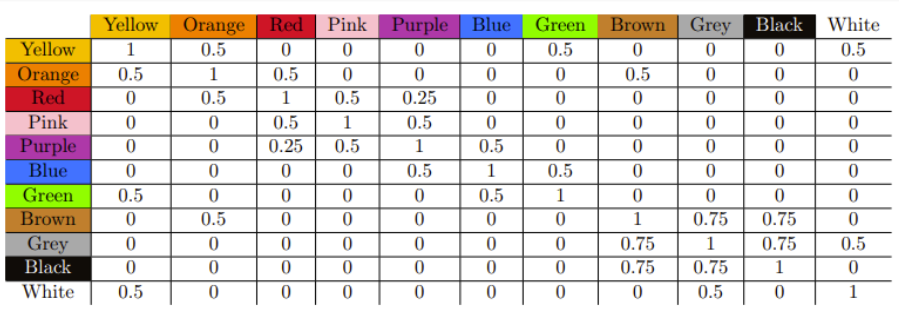 Yellow Orange Red Pink Purple Blue Green Brown Grey Black White
Yellow 1 0.5 0 0 0 0 0.5 0 0 0 0.5
Orange 0.5 1 0.5 0 0 0 0 0.5 0 0 0
Red 0 0.5 1 0.5 0.25 0 0 0 0 0 0
Pink 0 0 0.5 1 0.5 0 0 0 0 0 0
Purple 0 0 0.25 0.5 1 0.5 0 0 0 0 0
Blue 0 0 0 0 0.5 1 0.5 0 0 0 0
Green 0.5 0 0 0 0 0.5 1 0 0 0 0
Brown 0 0.5 0 0 0 0 0 1 0.75 0.75 0
Grey 0 0 0 0 0 0 0 0.75 1 0.75 0.5
Black 0 0 0 0 0 0 0 0.75 0.75 1 0
White 0.5 0 0 0 0 0 0 0 0.5 0 1